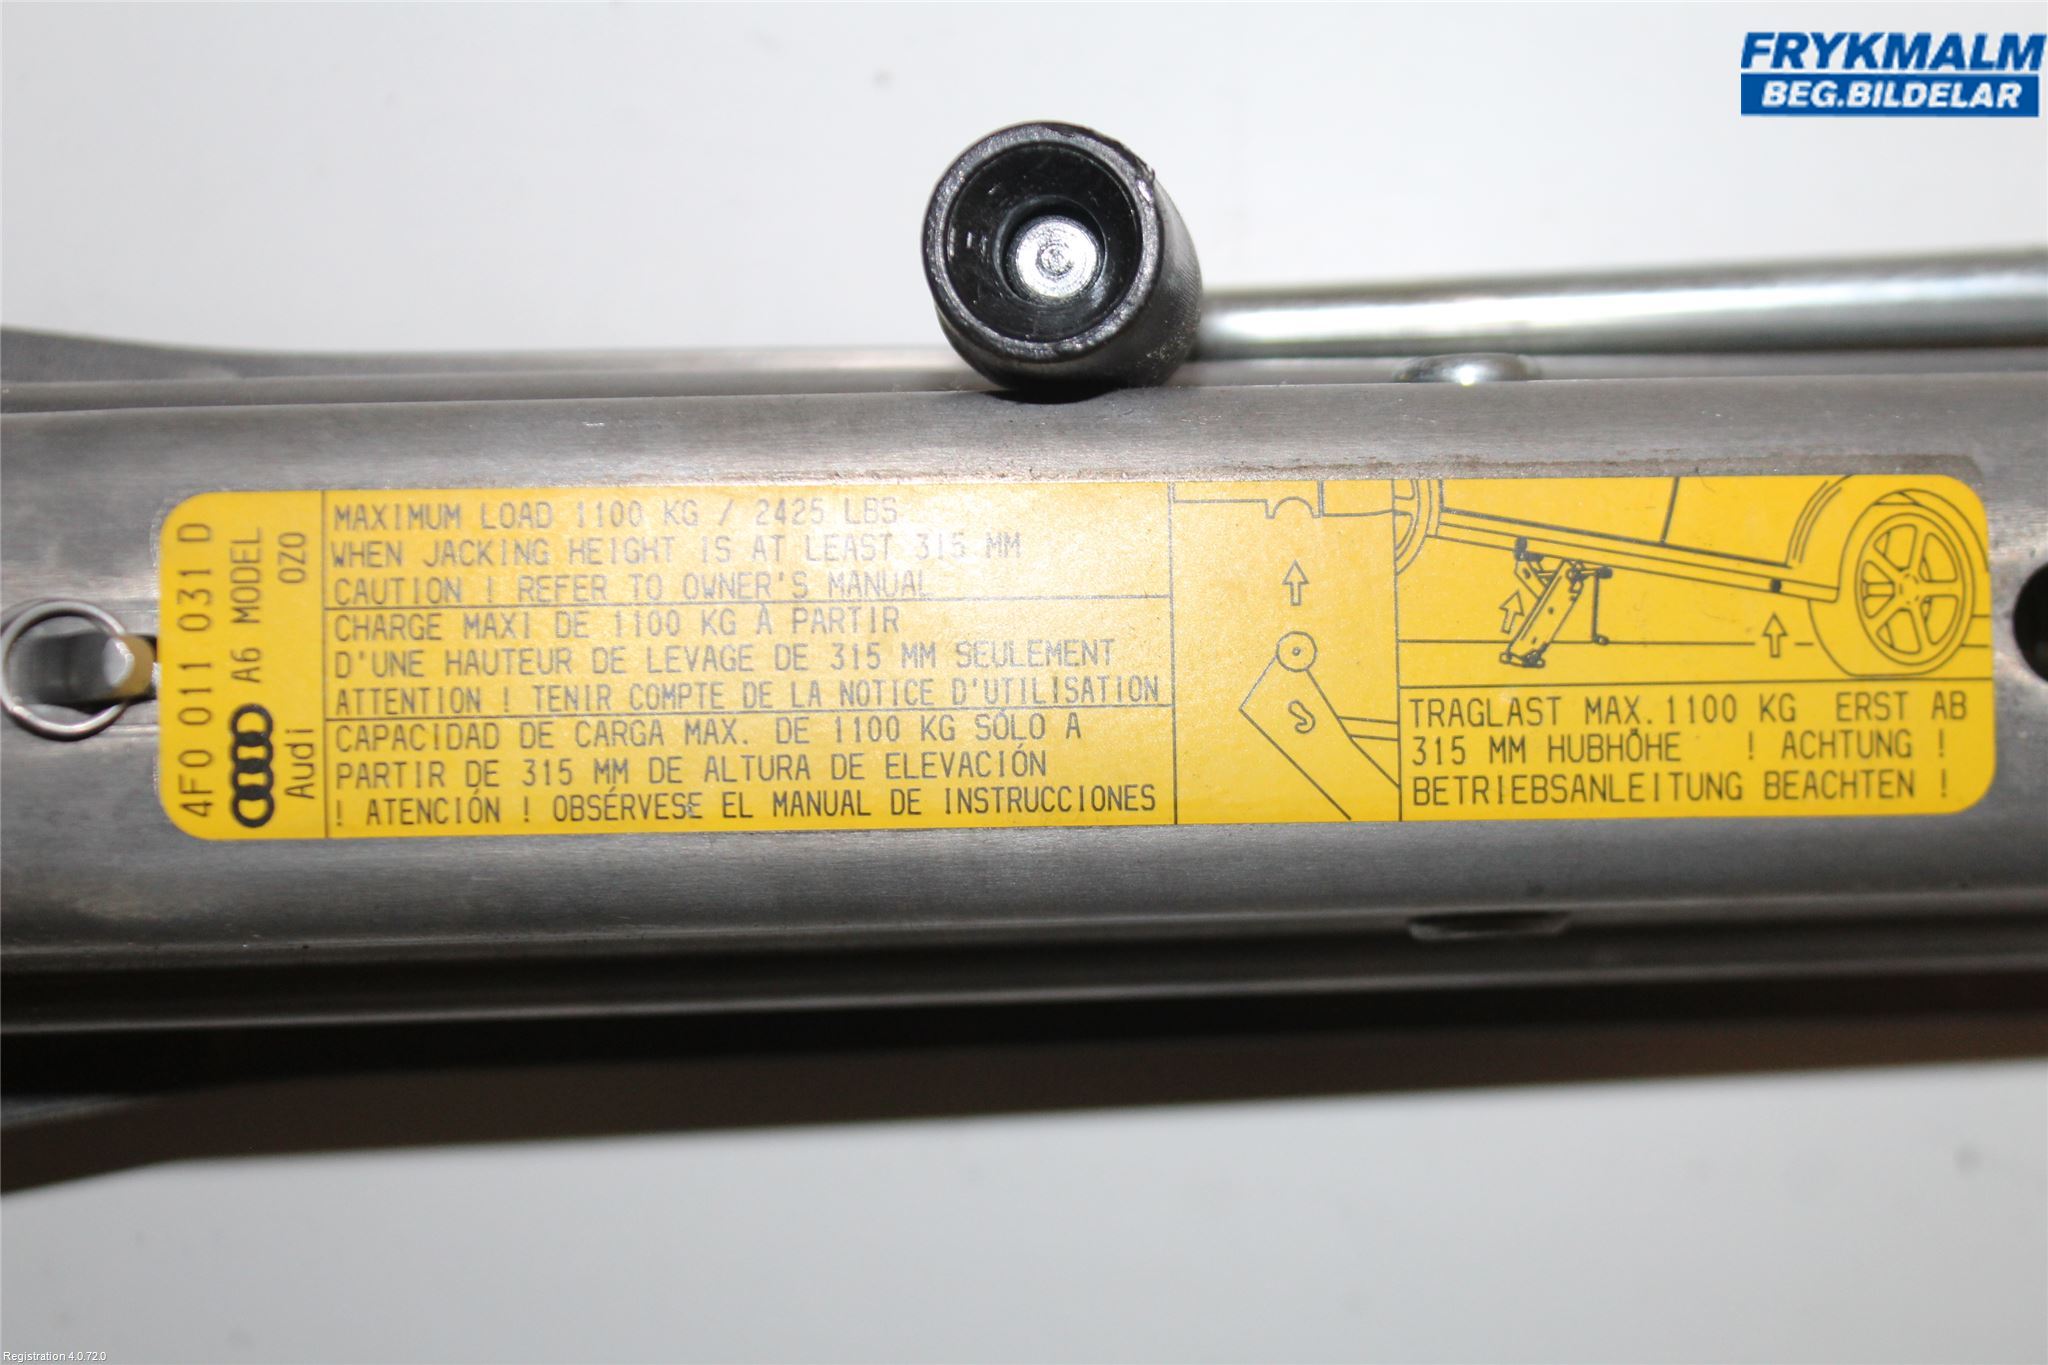 FRYKMALM
BEG.BILDELAR
4F0 011 031 D
A6 MODEL
Audi
0Z0
MAXIMUM LOAD 1100 KG / 2425 LBS
WHEN JACKING HEIGHT IS AT LEAST 315 MM
CAUTION ! REFER TO OWNER'S MANUAL
CHARGE MAXI DE 1100 KG À PARTIR
D'UNE HAUTEUR DE LEVAGE DE 315 MM SEULEMENT
ATTENTION ! TENIR COMPTE DE LA NOTICE D'UTILISATION
CAPACIDAD DE CARGA MAX. DE 1100 KG SÓLO A
PARTIR DE 315 MM DE ALTURA DE ELEVACIÓN
! ATENCIÓN ! OBSÉRVESE EL MANUAL DE INSTRUCCIONES
TRAGLAST MAX. 1100 KG ERST AB
315 MM HUBHÖHE ! ACHTUNG !
BETRIEBSANLEITUNG BEACHTEN !
Registration 4.0.72.0